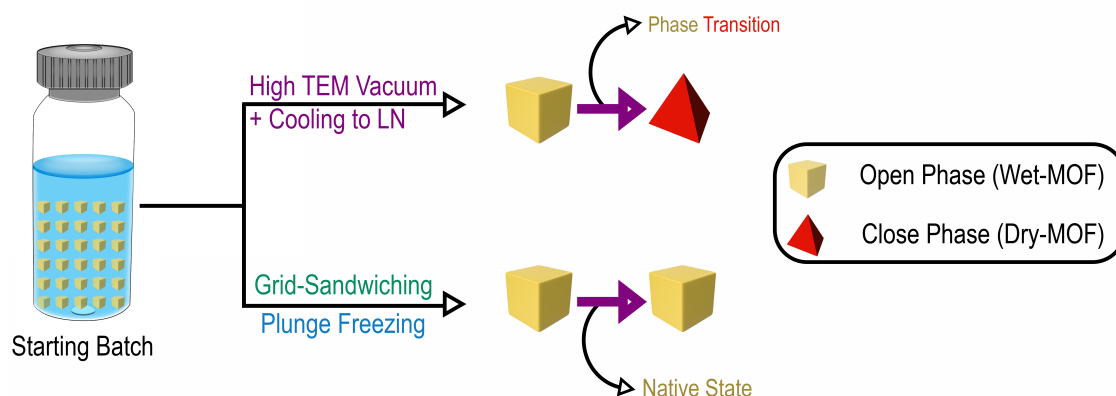 Phase Transition
High TEM Vacuum
+ Cooling to LN
Open Phase (Wet-MOF)
Close Phase (Dry-MOF)
Grid-Sandwiching
Plunge Freezing
Starting Batch
Native State